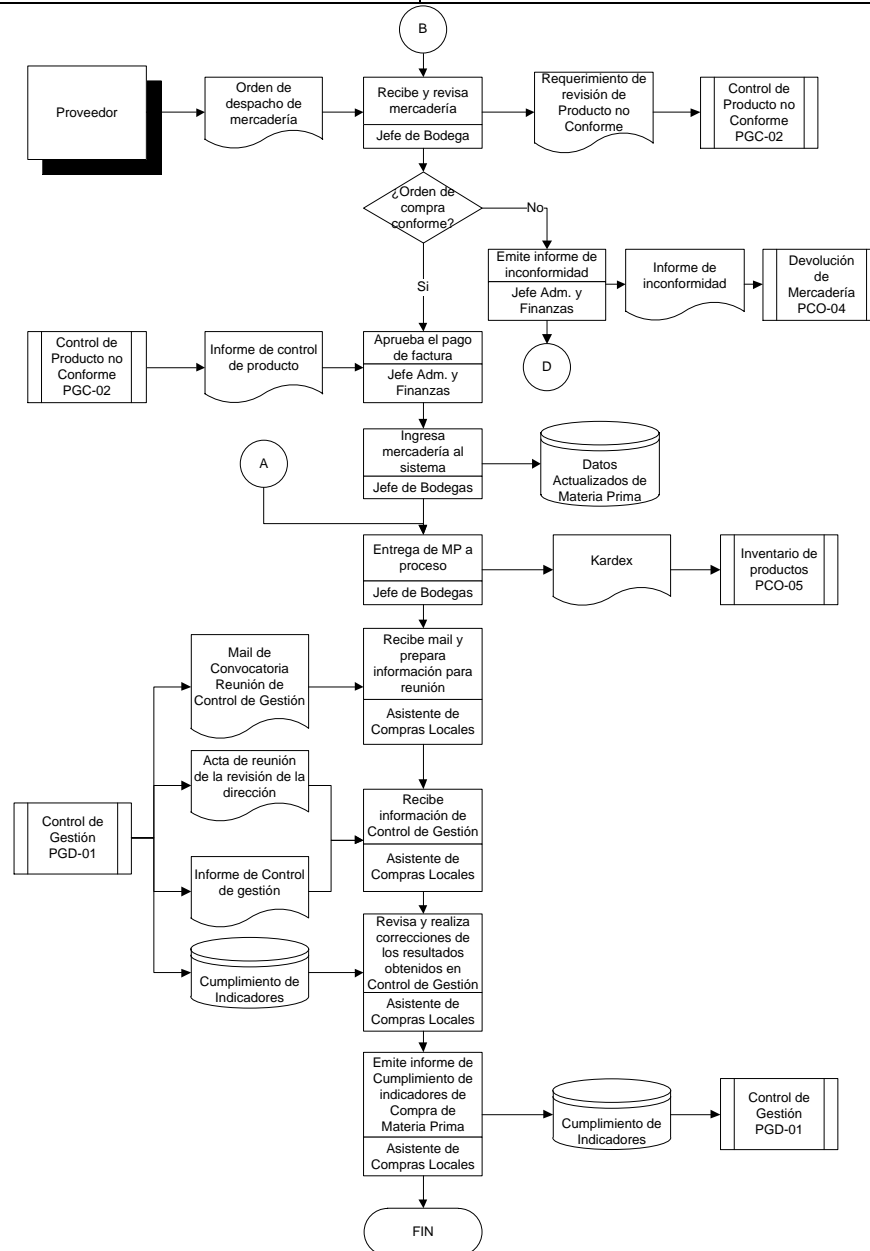 B
Proveedor
Orden de
despacho de
mercadería
Recibe y revisa
mercadería
Jefe de Bodega
Requerimiento de
revisión de
Producto no
Conforme
Control de
Producto no
Conforme
PGC-02
¿Orden de
compra
conforme?
No
Si
Emite informe de
inconformidad
Jefe Adm. y
Finanzas
Informe de
inconformidad
Devolución
de
Mercadería
PCO-04
D
Control de
Producto no
Conforme
PGC-02
Informe de control
de producto
Aprueba el pago
de factura
Jefe Adm. y
Finanzas
Ingresa
mercadería al
sistema
Jefe de Bodegas
Datos
Actualizados de
Materia Prima
A
Entrega de MP a
proceso
Jefe de Bodegas
Kardex
Inventario de
productos
PCO-05
Mail de
Convocatoria
Reunión de
Control de Gestión
Recibe mail y
prepara
información para
reunión
Asistente de
Compras Locales
Acta de reunión
de la revisión de la
dirección
Control de
Gestión
PGD-01
Recibe
información de
Control de Gestión
Asistente de
Compras Locales
Informe de Control
de gestión
Cumplimiento de
Indicadores
Revisa y realiza
correcciones de
los resultados
obtenidos en
Control de Gestión
Asistente de
Compras Locales
Emite informe de
Cumplimiento de
indicadores de
Compra de
Materia Prima
Asistente de
Compras Locales
Cumplimiento de
Indicadores
Control de
Gestión
PGD-01
FIN